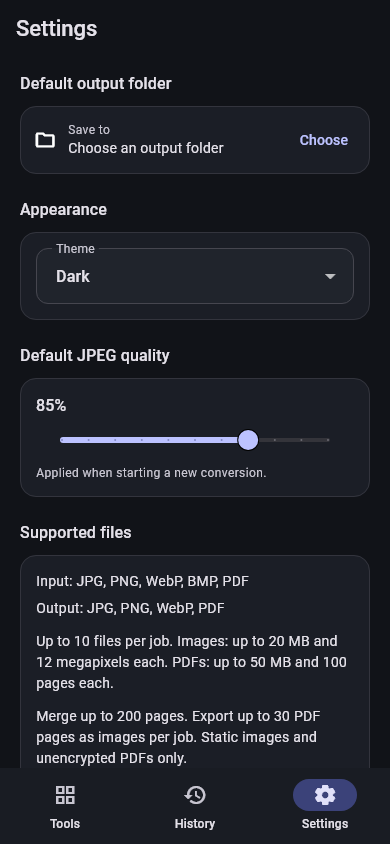 Settings
Default output folder
Save to
Choose an output folder
Choose
Appearance
Theme
Dark
Default JPEG quality
85%
Applied when starting a new conversion.
Supported files
Input: JPG, PNG, WebP, BMP, PDF
Output: JPG, PNG, WebP, PDF
Up to 10 files per job. Images: up to 20 MB and
12 megapixels each. PDFs: up to 50 MB and 100
pages each.
Merge up to 200 pages. Export up to 30 PDF
pages as images per job. Static images and
unencrypted PDFs only.
Tools
History
Settings